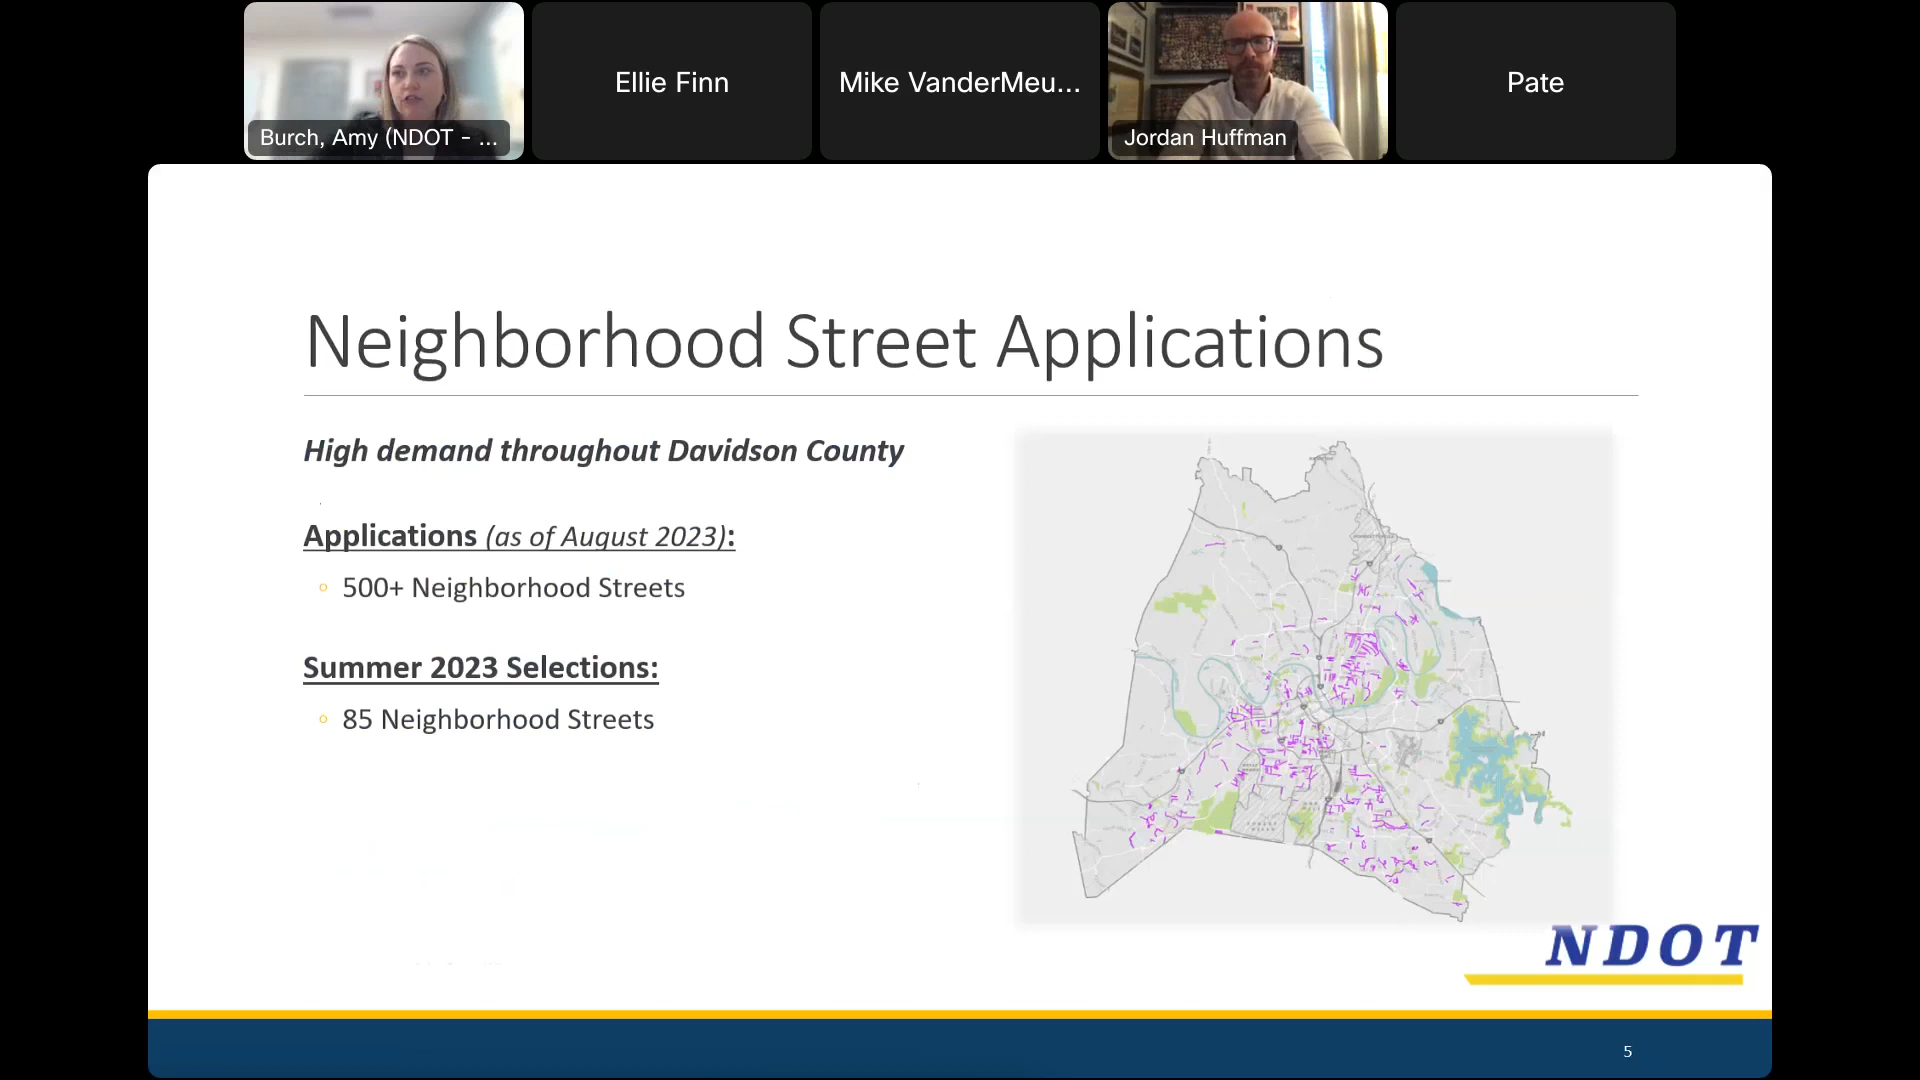 Burch, Amy (NDOT - ...
Ellie Finn
Mike VanderMeu...
Jordan Huffman
Pate
Neighborhood Street Applications
High demand throughout Davidson County
Applications (as of August 2023):
◦ 500+ Neighborhood Streets
Summer 2023 Selections:
◦ 85 Neighborhood Streets
NDOT
5